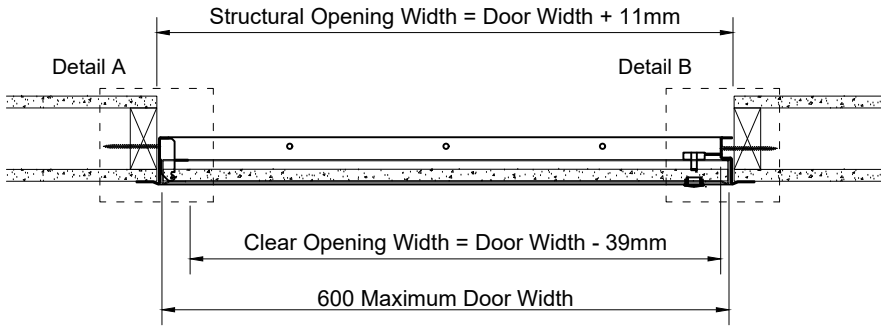 Structural Opening Width = Door Width + 11mm
Detail A
Detail B
Clear Opening Width = Door Width - 39mm
600 Maximum Door Width